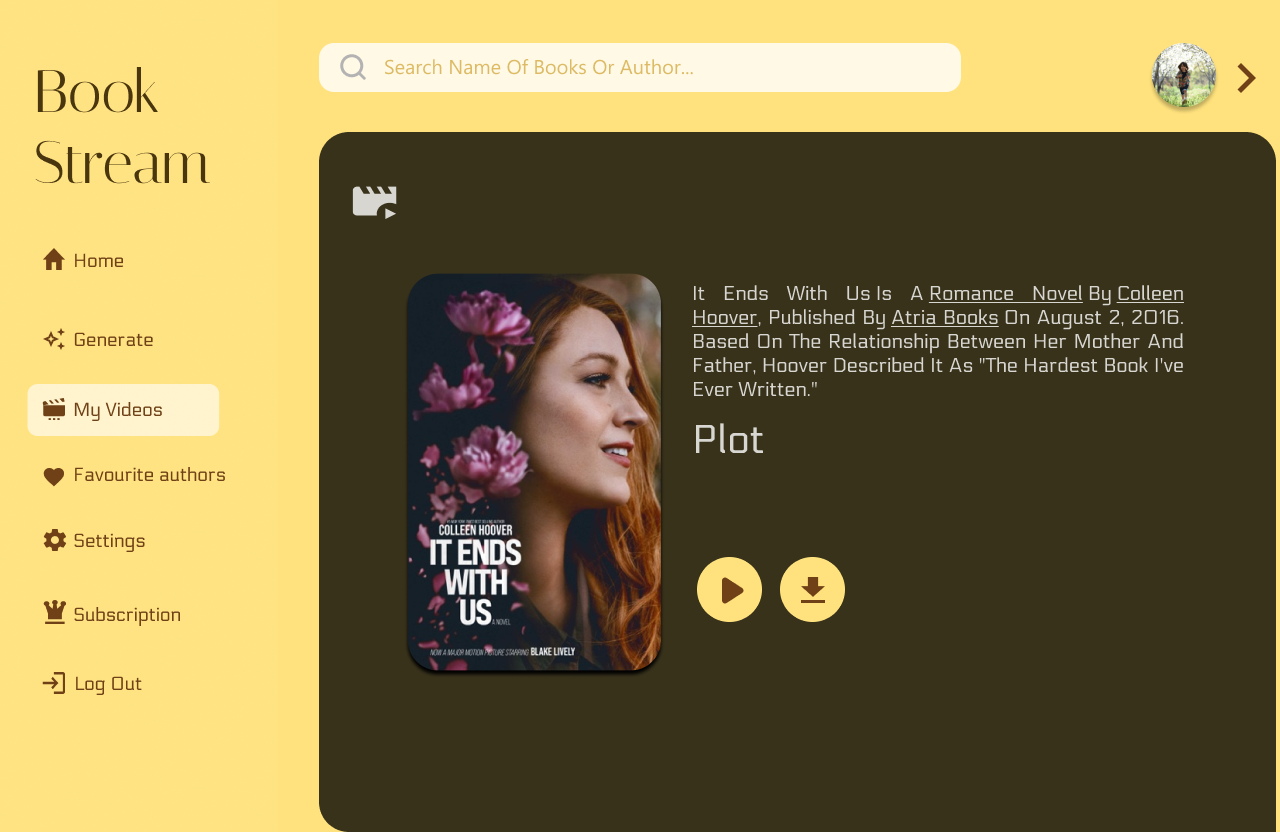 Book
Stream
Search Name Of Books Or Author...
Home
Generate
My Videos
Favourite authors
Settings
Subscription
Log Out
It Ends With Us Is A Romance Novel By Colleen
Hoover, Published By Atria Books On August 2, 2016.
Based On The Relationship Between Her Mother And
Father, Hoover Described It As "The Hardest Book I've
Ever Written."
Plot
#1 NEW YORK TIMES BESTSELLING AUTHOR
COLLEEN HOOVER
IT ENDS
WITH
US
A NOVEL
NOW A MAJOR MOTION PICTURE STARRING BLAKE LIVELY